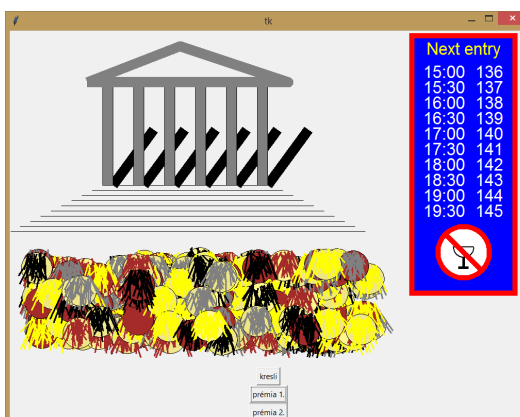 tk
Next entry
15:00 136
15:30 137
16:00 138
16:30 139
17:00 140
17:30 141
18:00 142
18:30 143
19:00 144
19:30 145
kresli
prémia 1.
prémia 2.